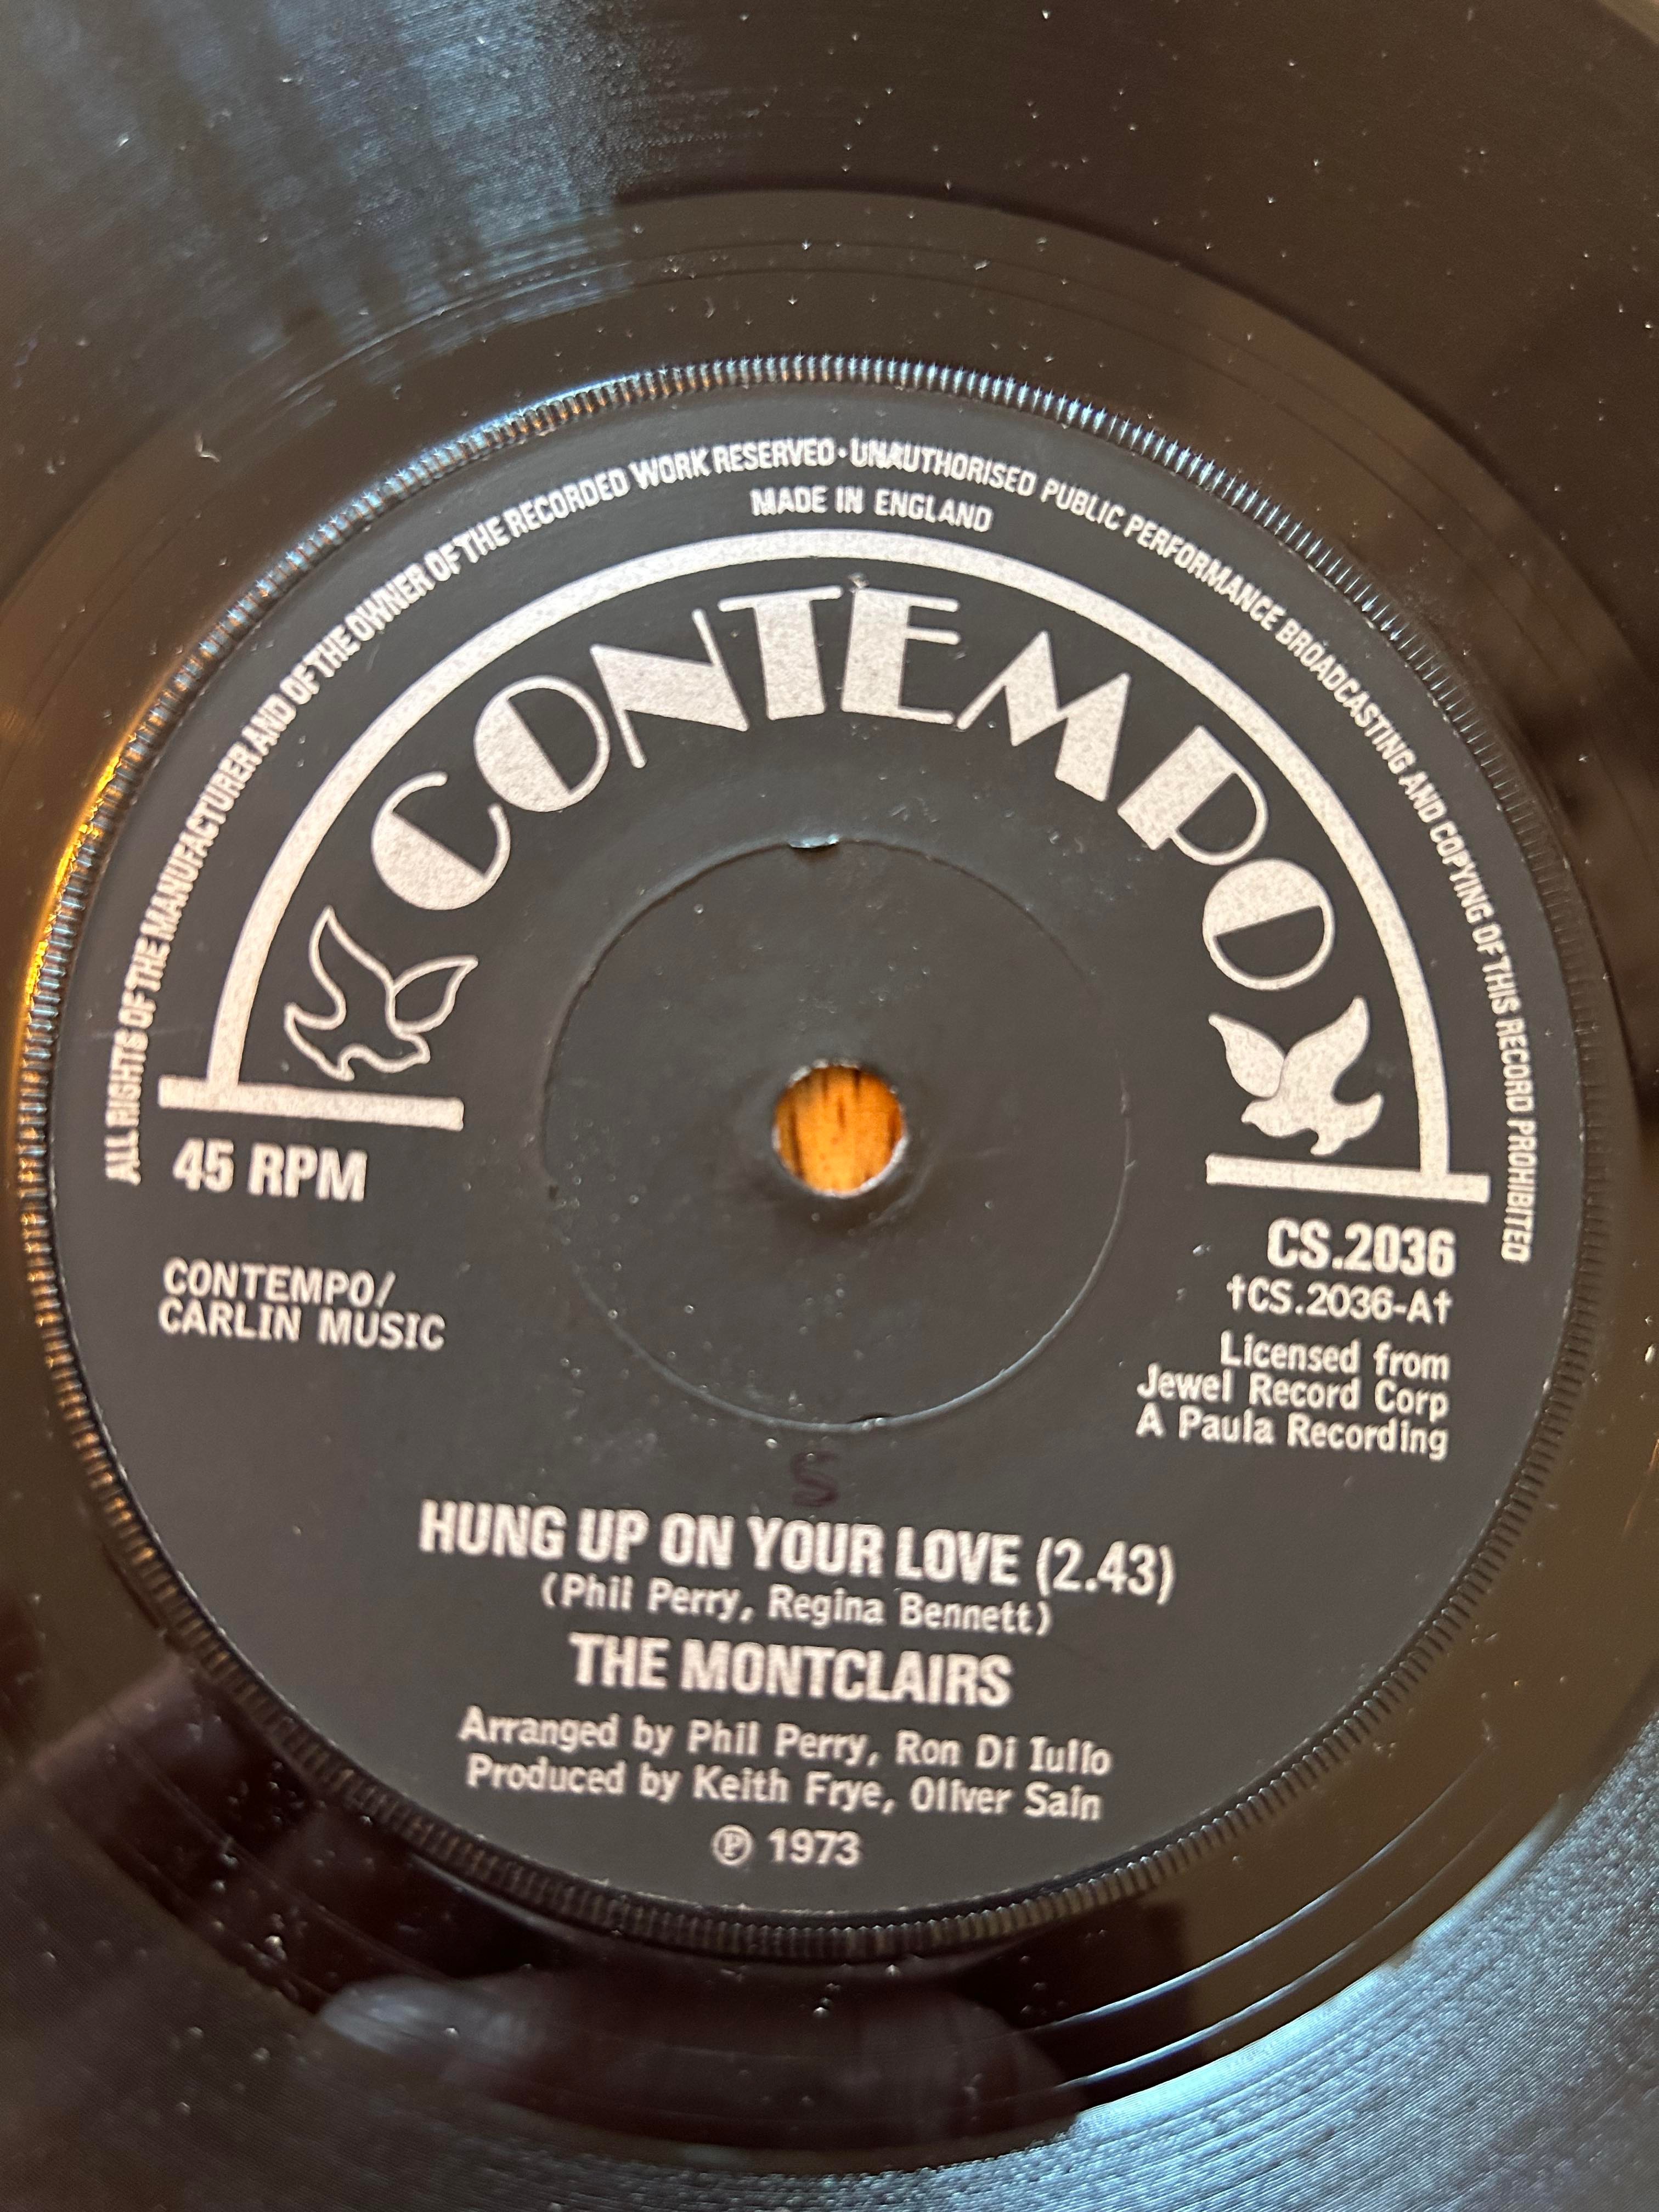 ALL RIGHTS OF THE MANUFACTURER AND OF THE OWNER OF THE RECORDED WORK RESERVED · UNAUTHORISED PUBLIC PERFORMANCE BROADCASTING AND COPYING OF THIS RECORD PROHIBITED
MADE IN ENGLAND
CONTEMPO
45 RPM
CONTEMPO/
CARLIN MUSIC
CS.2036
†CS.2036-A†
Licensed from
Jewel Record Corp
A Paula Recording
S
HUNG UP ON YOUR LOVE (2.43)
(Phil Perry, Regina Bennett)
THE MONTCLAIRS
Arranged by Phil Perry, Ron Di Iulio
Produced by Keith Frye, Oliver Sain
℗ 1973